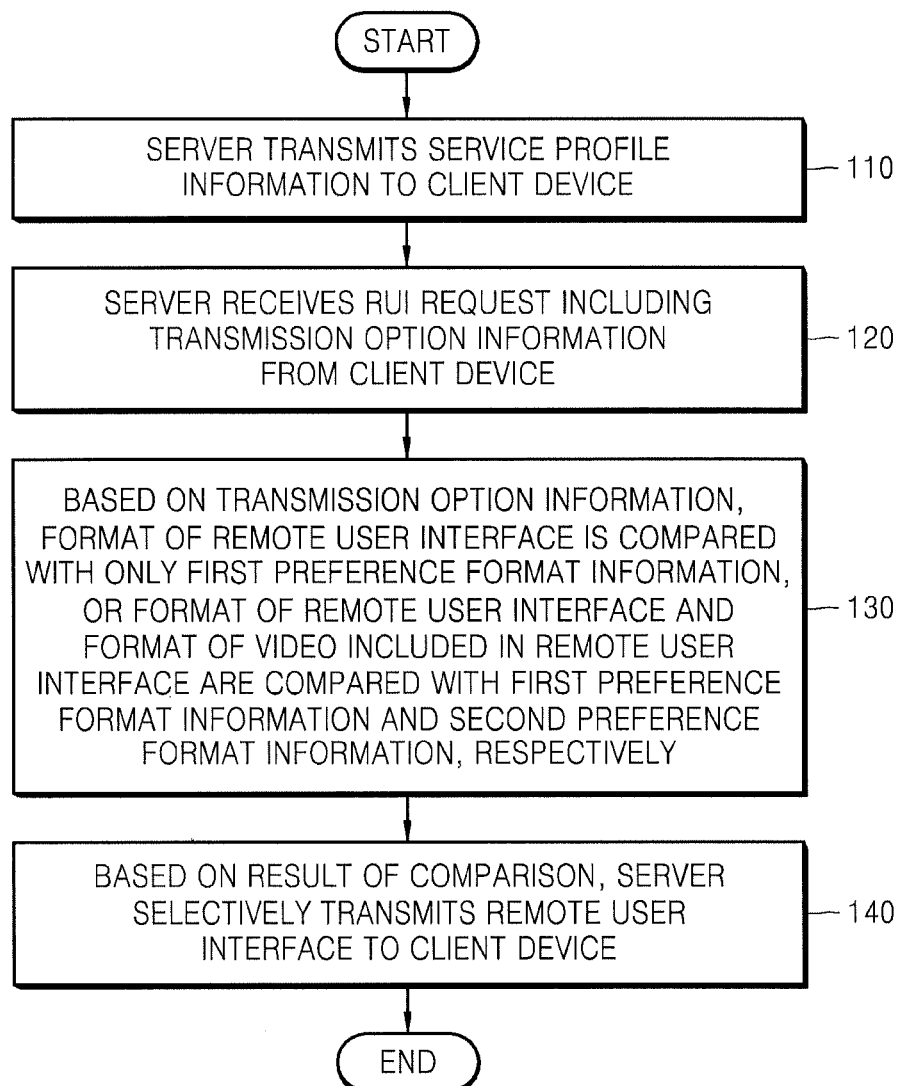 START
SERVER TRANSMITS SERVICE PROFILE
INFORMATION TO CLIENT DEVICE
110
SERVER RECEIVES RUI REQUEST INCLUDING
TRANSMISSION OPTION INFORMATION
FROM CLIENT DEVICE
120
BASED ON TRANSMISSION OPTION INFORMATION,
FORMAT OF REMOTE USER INTERFACE IS COMPARED
WITH ONLY FIRST PREFERENCE FORMAT INFORMATION,
OR FORMAT OF REMOTE USER INTERFACE AND
FORMAT OF VIDEO INCLUDED IN REMOTE USER
INTERFACE ARE COMPARED WITH FIRST PREFERENCE
FORMAT INFORMATION AND SECOND PREFERENCE
FORMAT INFORMATION, RESPECTIVELY
130
BASED ON RESULT OF COMPARISON, SERVER
SELECTIVELY TRANSMITS REMOTE USER
INTERFACE TO CLIENT DEVICE
140
END